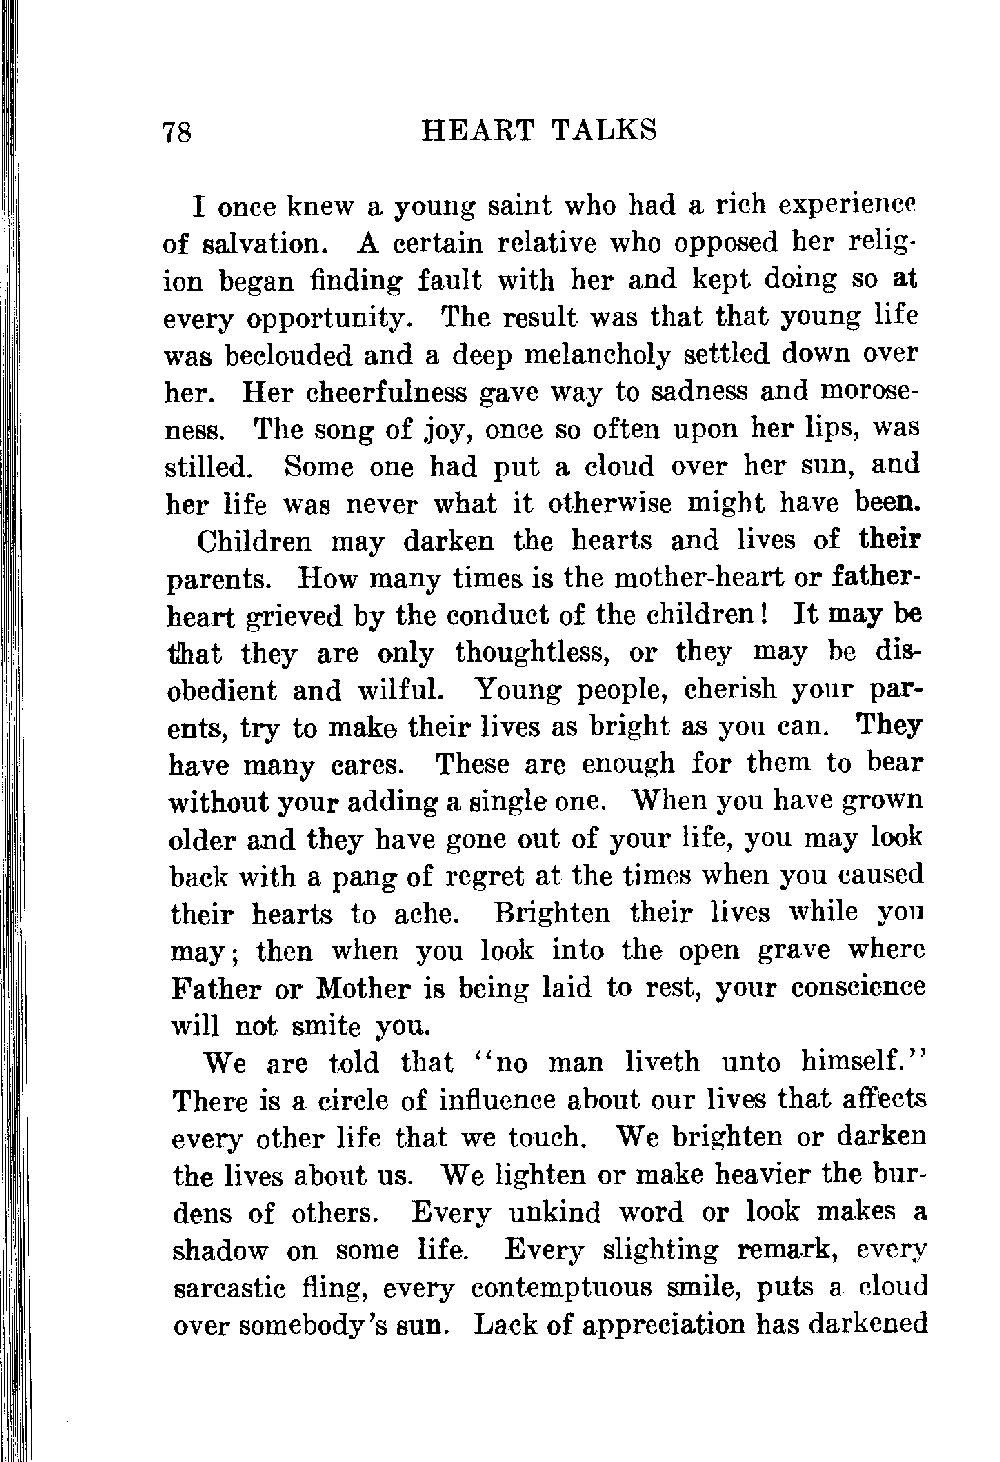 78 HEART TALKS
I once knew a young saint who had a rich experience
of salvation. A certain relative who opposed her relig-
ion began finding fault with her and kept doing so at
every opportunity. The result was that that young life
was beclouded and a deep melancholy settled down over
her. Her cheerfulness gave way to sadness and morose-
ness. The song of joy, once so often upon her lips, was
stilled. Some one had put a cloud over her sun, and
her life was never what it otherwise might have been.
Children may darken the hearts and lives of their
parents. How many times is the mother-heart or father-
heart grieved by the conduct of the children! It may be
that they are only thoughtless, or they may be dis-
obedient and wilful. Young people, cherish your par-
ents, try to make their lives as bright as you can. They
have many cares. These are enough for them to bear
without your adding a single one. When you have grown
older and they have gone out of your life, you may look
back with a pang of regret at the times when you caused
their hearts to ache. Brighten their lives while you
may; then when you look into the open grave where
Father or Mother is being laid to rest, your conscience
will not smite you.
We are told that "no man liveth unto himself."
There is a circle of influence about our lives that affects
every other life that we touch. We brighten or darken
the lives about us. We lighten or make heavier the bur-
dens of others. Every unkind word or look makes a
shadow on some life. Every slighting remark, every
sarcastic fling, every contemptuous smile, puts a cloud
over somebody's sun. Lack of appreciation has darkened